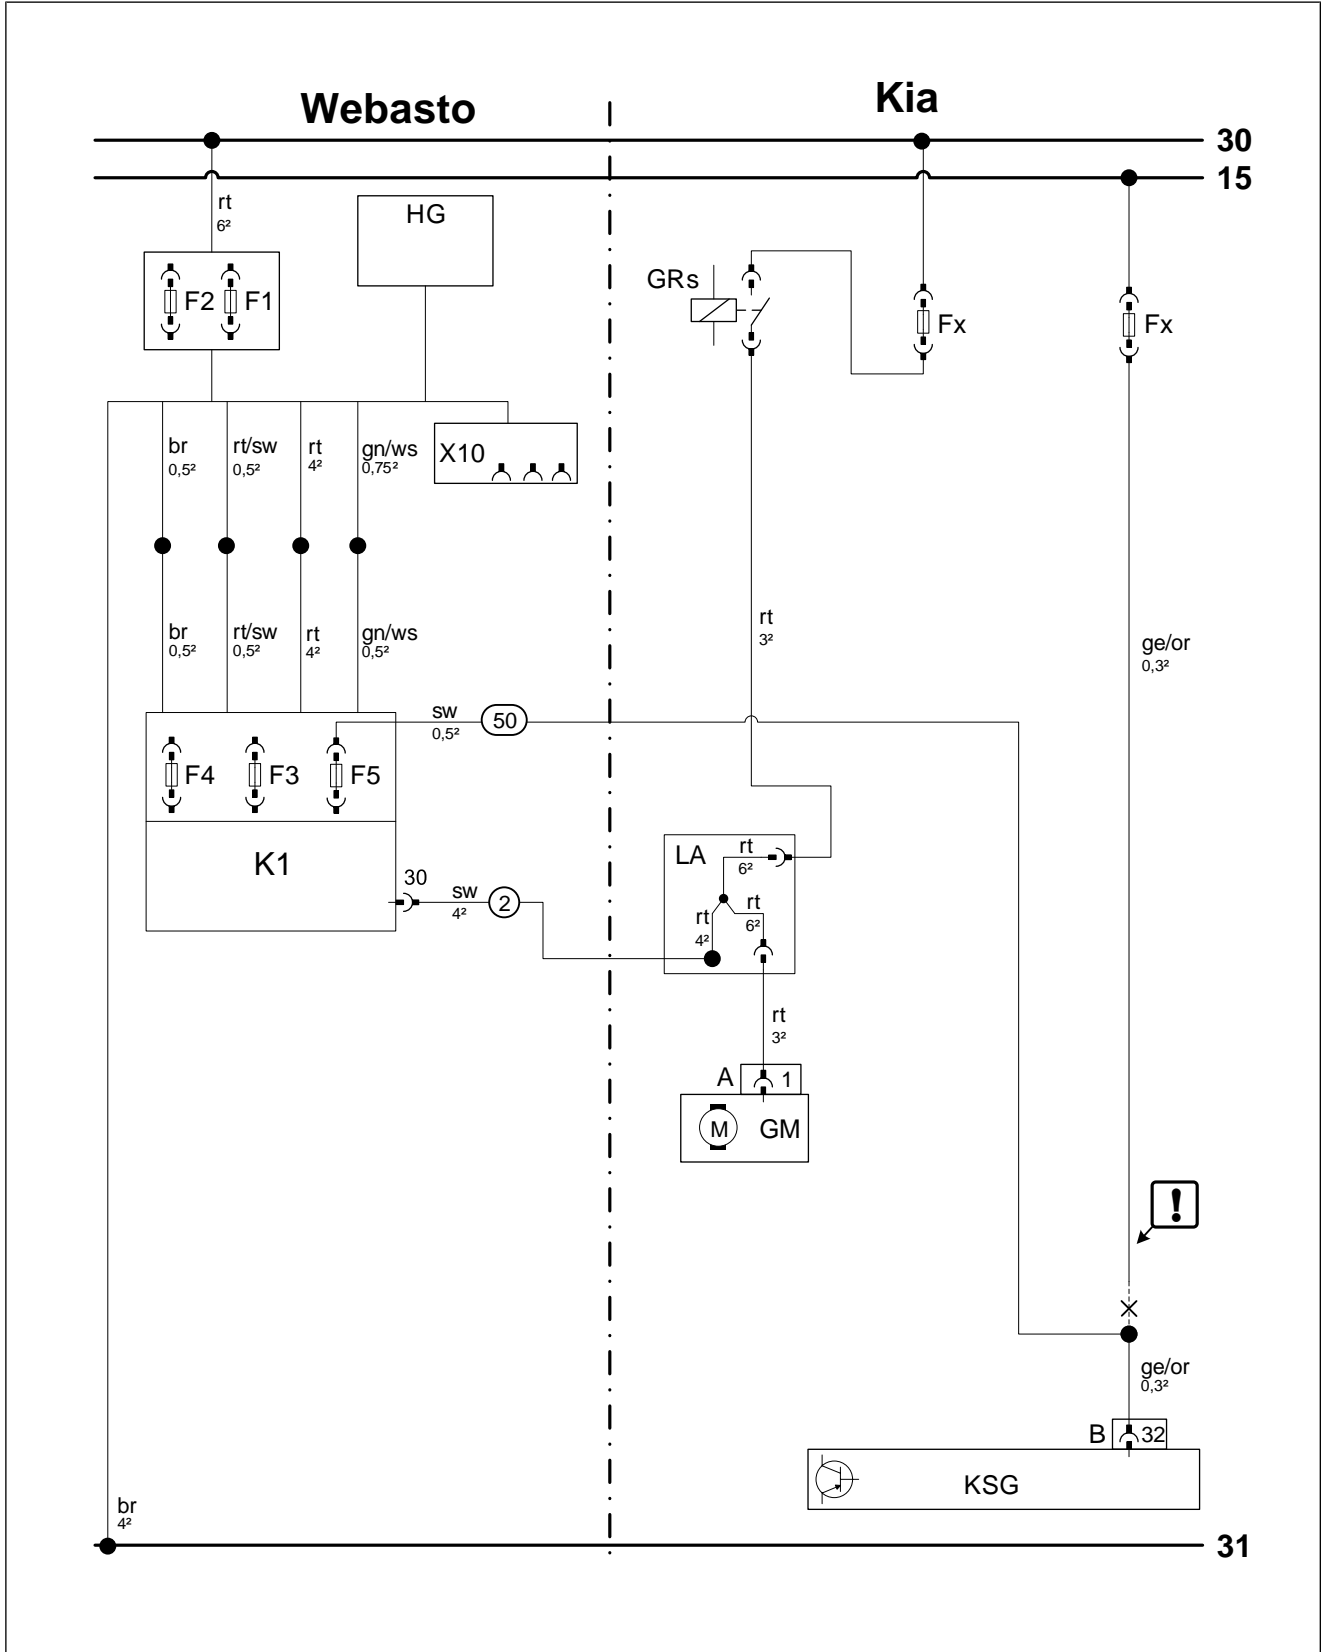 Webasto
Kia
30
15
rt
6²
HG
F2
F1
GRs
Fx
Fx
br
0,5²
rt/sw
0,5²
rt
4²
gn/ws
0,75²
X10
br
0,5²
rt/sw
0,5²
rt
4²
gn/ws
0,5²
rt
3²
ge/or
0,3²
sw
0,5²
50
F4
F3
F5
K1
30
sw
4²
2
LA
rt
6²
rt
4²
rt
6²
rt
3²
A
1
M
GM
!
ge/or
0,3²
B
32
KSG
br
4²
31